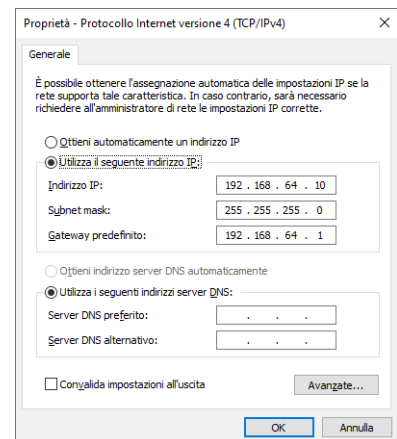 Proprietà - Protocollo Internet versione 4 (TCP/IPv4)
Generale
È possibile ottenere l'assegnazione automatica delle impostazioni IP se la
rete supporta tale caratteristica. In caso contrario, sarà necessario
richiedere all'amministratore di rete le impostazioni IP corrette.
Ottieni automaticamente un indirizzo IP
Utilizza il seguente indirizzo IP:
Indirizzo IP: 192 . 168 . 64 . 10
Subnet mask: 255 . 255 . 255 . 0
Gateway predefinito: 192 . 168 . 64 . 1
Ottieni indirizzo server DNS automaticamente
Utilizza i seguenti indirizzi server DNS:
Server DNS preferito: . . .
Server DNS alternativo: . . .
Convalida impostazioni all'uscita Avanzate...
OK Annulla